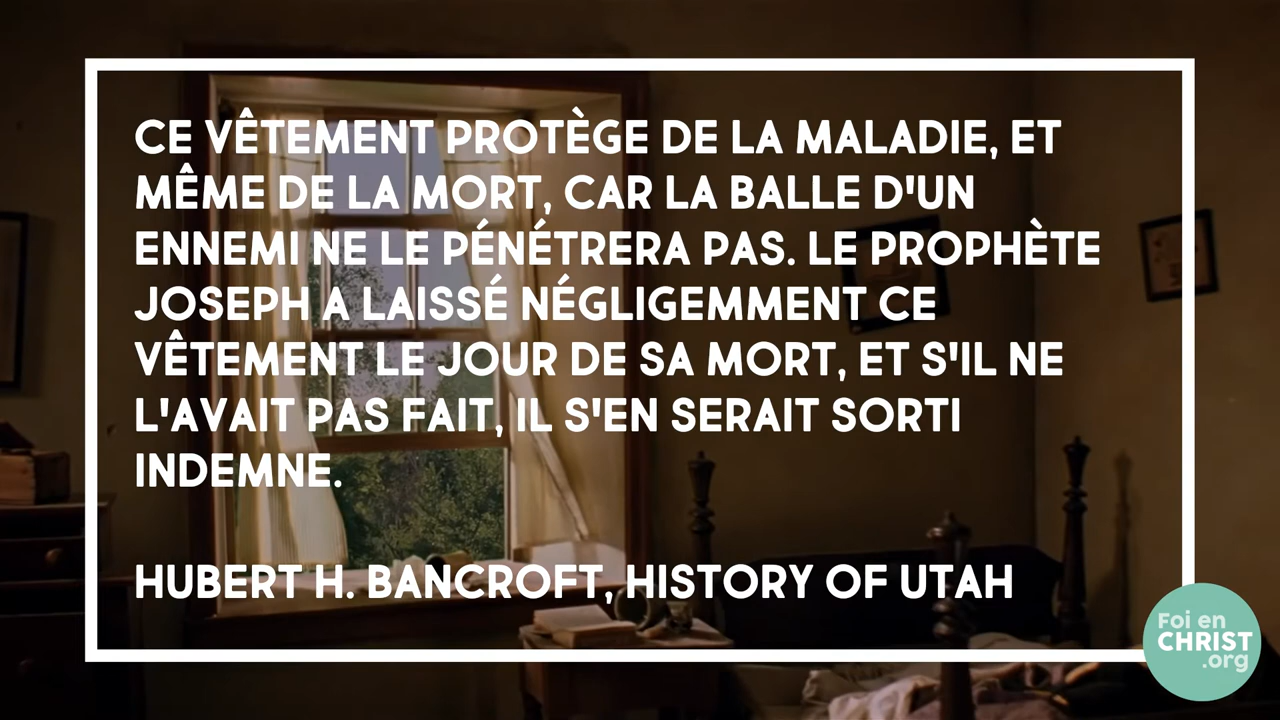 CE VÊTEMENT PROTÈGE DE LA MALADIE, ET
MÊME DE LA MORT, CAR LA BALLE D'UN
ENNEMI NE LE PÉNÉTRERA PAS. LE PROPHÈTE
JOSEPH A LAISSÉ NÉGLIGEMMENT CE
VÊTEMENT LE JOUR DE SA MORT, ET S'IL NE
L'AVAIT PAS FAIT, IL S'EN SERAIT SORTI
INDEMNE.
HUBERT H. BANCROFT, HISTORY OF UTAH
Foi en
CHRIST
.org